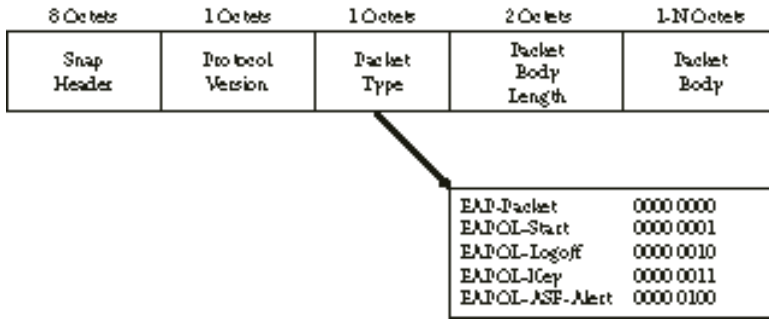 8 Octets 1 Octets 1 Octets 2 Octets 1-N Octets
Snap Header
Protocol Version
Packet Type
Packet Body Length
Packet Body
EAP-Packet 0000 0000
EAPOL-Start 0000 0001
EAPOL-Logoff 0000 0010
EAPOL-Key 0000 0011
EAPOL-ASF-Alert 0000 0100